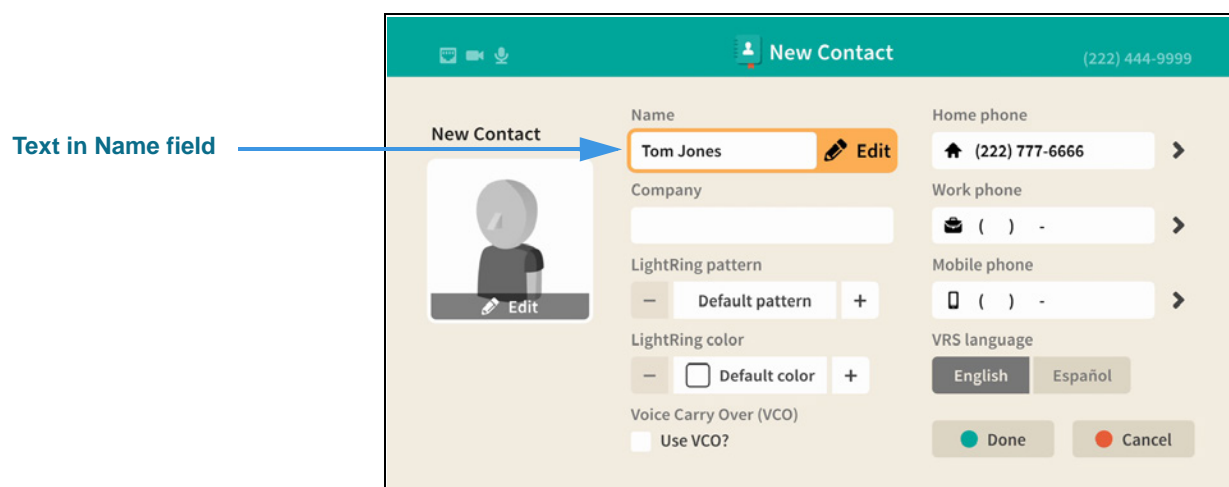 New Contact
(222) 444-9999
Text in Name field
New Contact
Edit
Name
Tom Jones
Edit
Company
LightRing pattern
− Default pattern +
LightRing color
− Default color +
Voice Carry Over (VCO)
Use VCO?
Home phone
(222) 777-6666
Work phone
( ) -
Mobile phone
( ) -
VRS language
English Español
Done Cancel